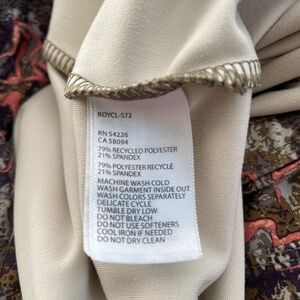 ROYCL-S72
RN 54226
CA 58094
79% RECYCLED POLYESTER
21% SPANDEX
79% POLYESTER RECYCLÉ
21% SPANDEX
MACHINE WASH COLD
WASH GARMENT INSIDE OUT
WASH COLORS SEPARATELY
DELICATE CYCLE
TUMBLE DRY LOW
DO NOT BLEACH
DO NOT USE SOFTENERS
COOL IRON IF NEEDED
DO NOT DRY CLEAN